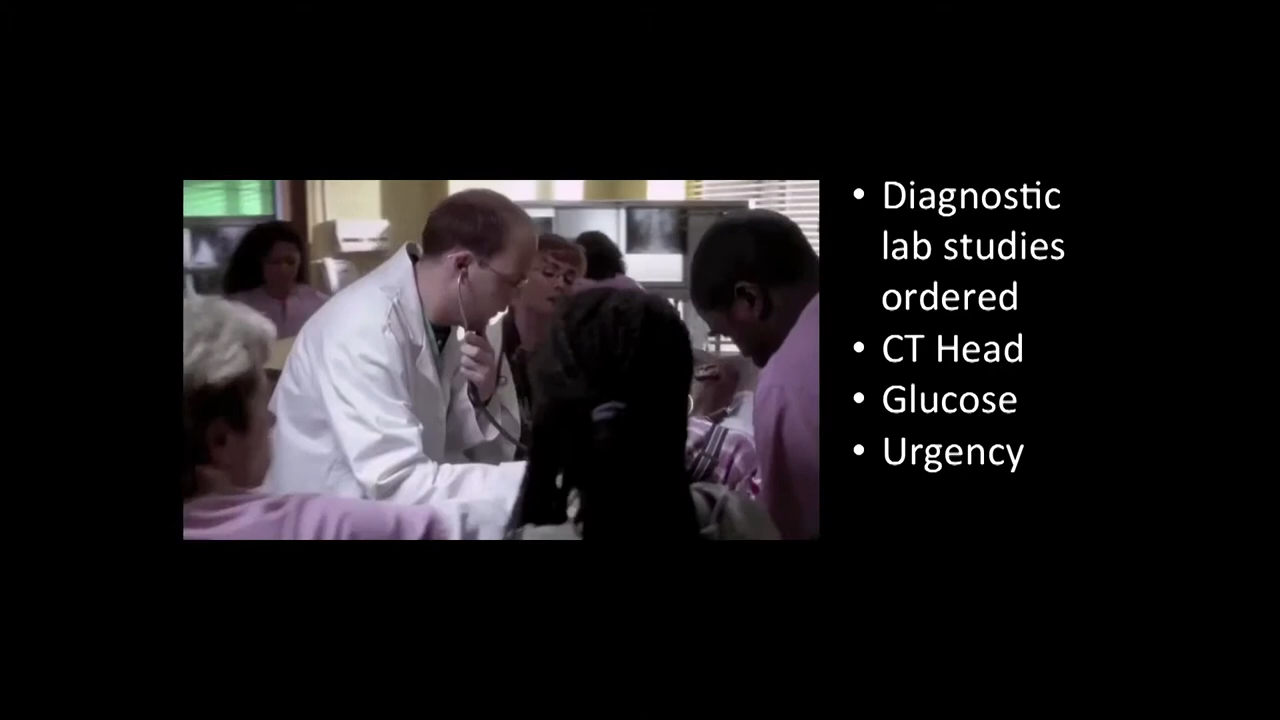 • Diagnostic
lab studies
ordered
• CT Head
• Glucose
• Urgency